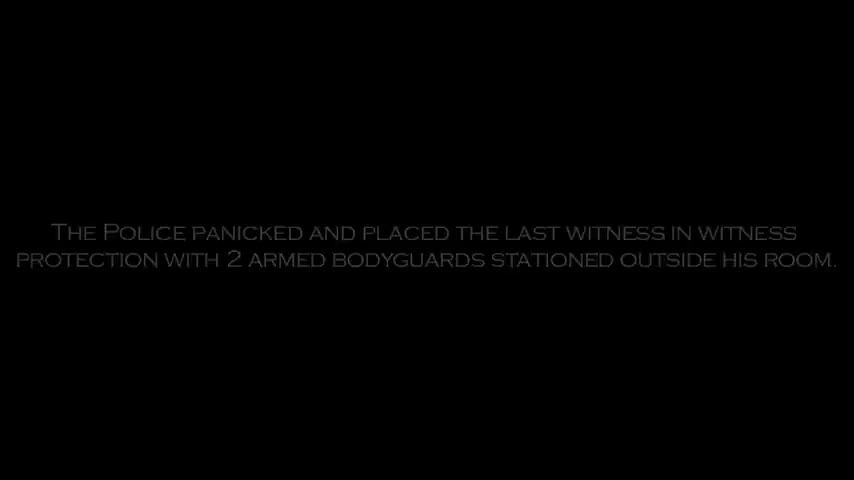 The Police panicked and placed the last witness in witness
protection with 2 armed bodyguards stationed outside his room.